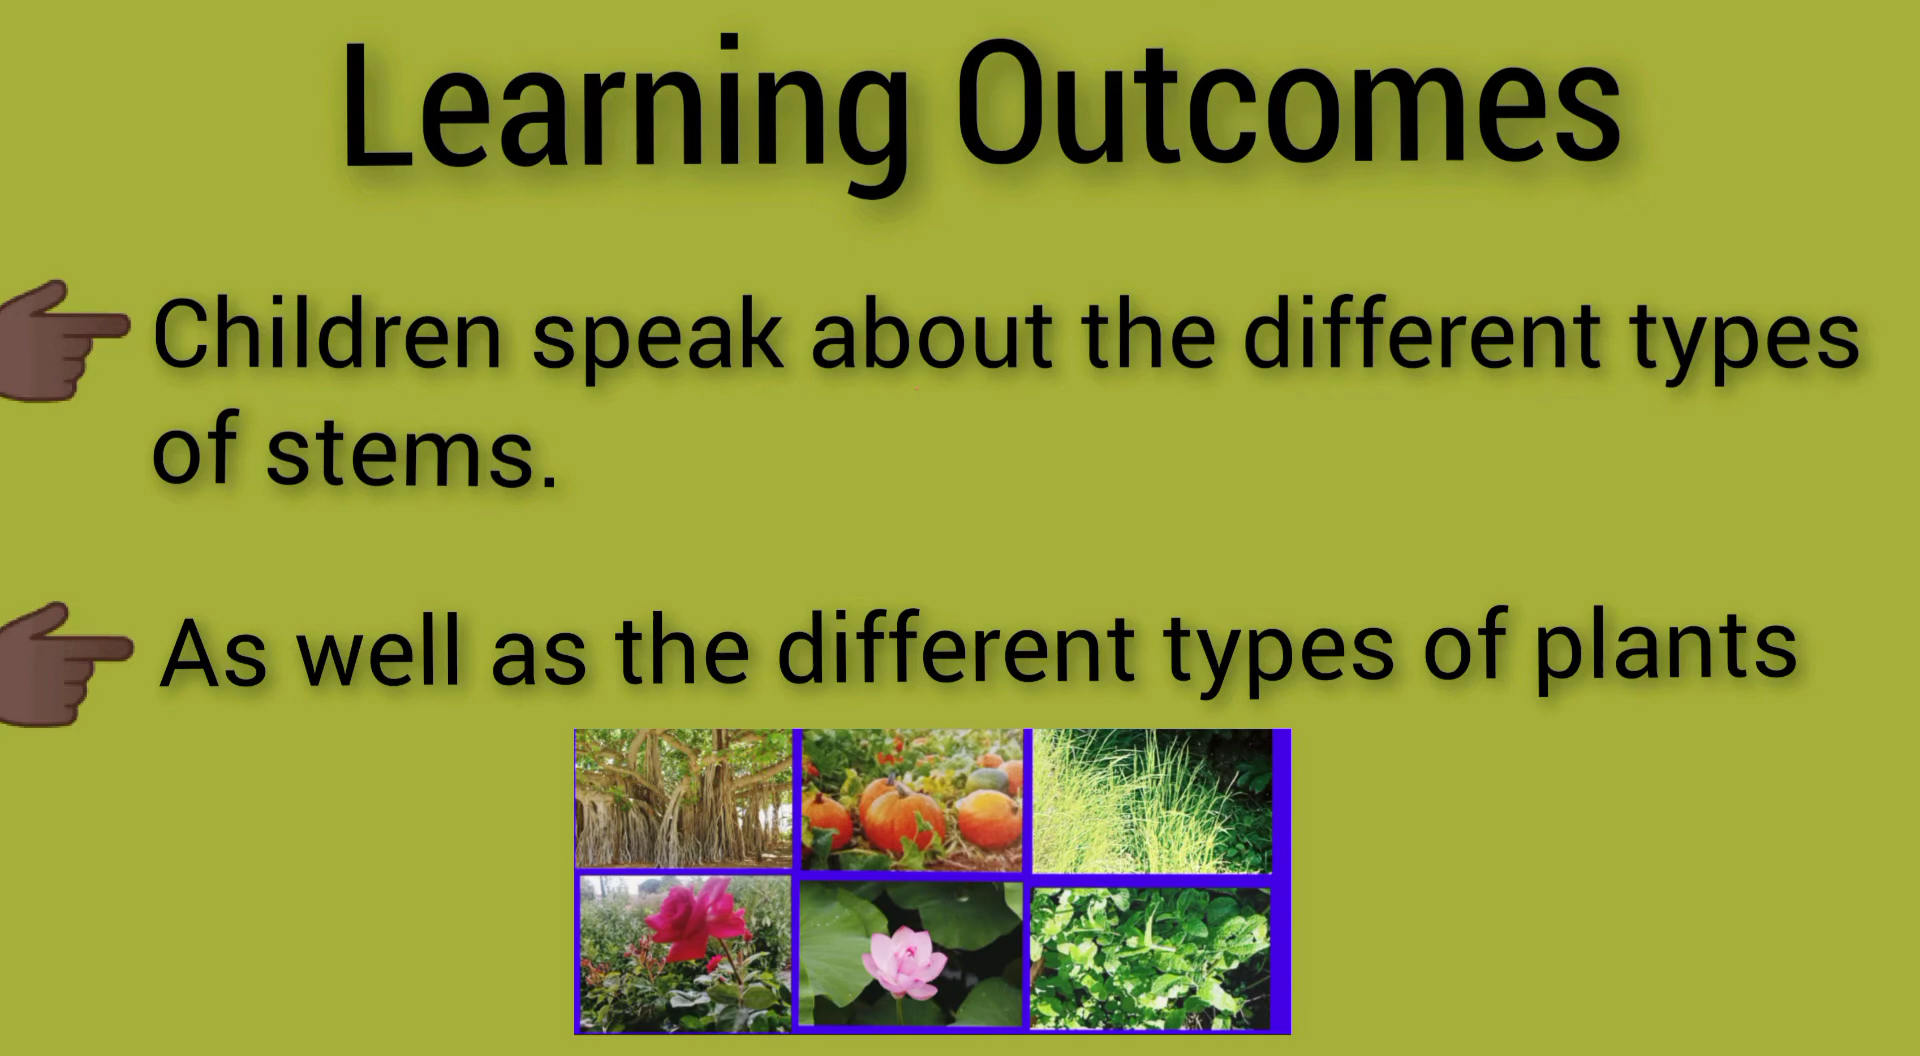 Learning Outcomes
Children speak about the different types
of stems.
As well as the different types of plants